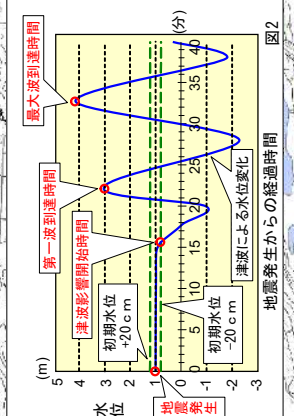 最大波到達時間
第一波到達時間
津波影響開始時間
初期水位
+20cm
初期水位
-20cm
地震
発生
津波による水位変化
(m)
5
4
3
2
1
0
-1
-2
-3
水
位
0
5
10
15
20
25
30
35
40
(分)
地震発生からの経過時間
図2